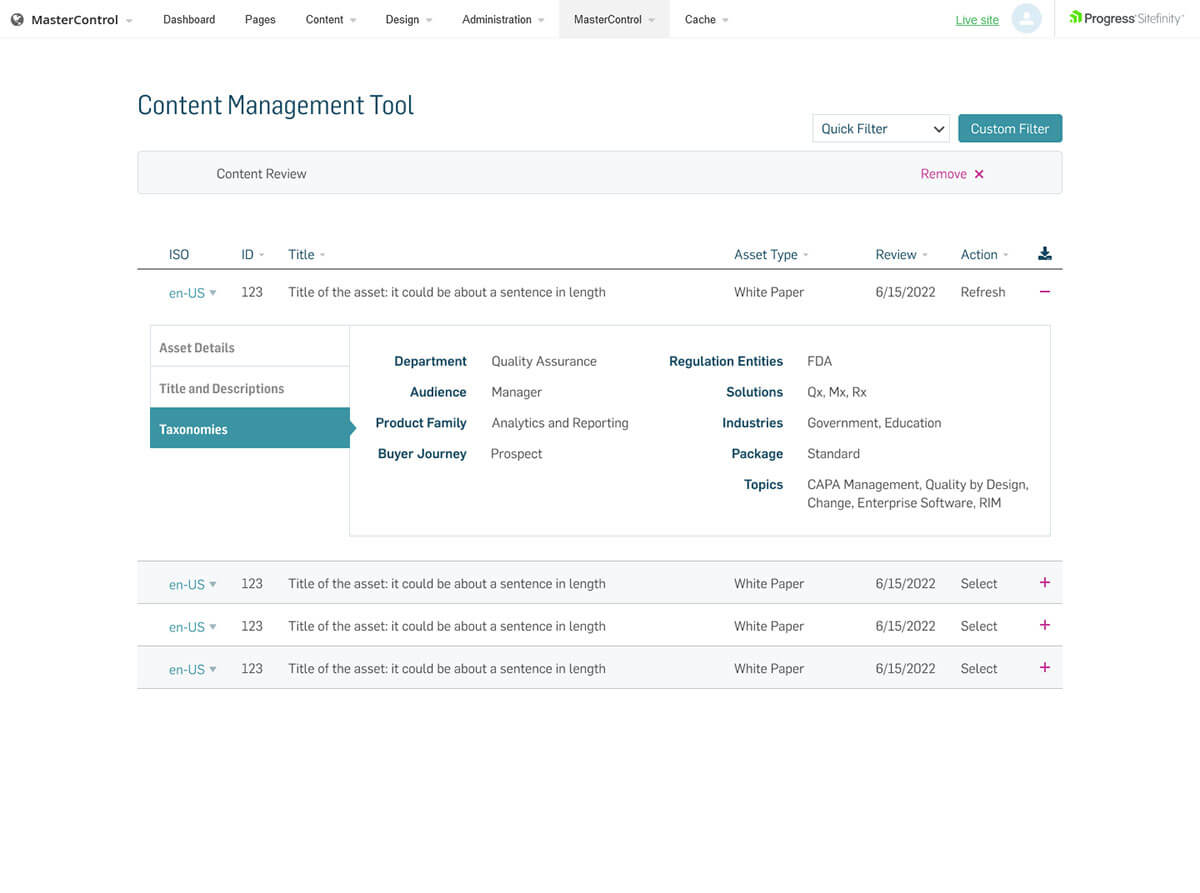 MasterControl Dashboard Pages Content Design Administration MasterControl Cache Live site Progress Sitefinity
Content Management Tool
Quick Filter Custom Filter
Content Review Remove
ISO ID Title Asset Type Review Action
en-US 123 Title of the asset: it could be about a sentence in length White Paper 6/15/2022 Refresh
Asset Details
Title and Descriptions
Taxonomies
Department Quality Assurance
Audience Manager
Product Family Analytics and Reporting
Buyer Journey Prospect
Regulation Entities FDA
Solutions Qx, Mx, Rx
Industries Government, Education
Package Standard
Topics CAPA Management, Quality by Design,
Change, Enterprise Software, RIM
en-US 123 Title of the asset: it could be about a sentence in length White Paper 6/15/2022 Select
en-US 123 Title of the asset: it could be about a sentence in length White Paper 6/15/2022 Select
en-US 123 Title of the asset: it could be about a sentence in length White Paper 6/15/2022 Select